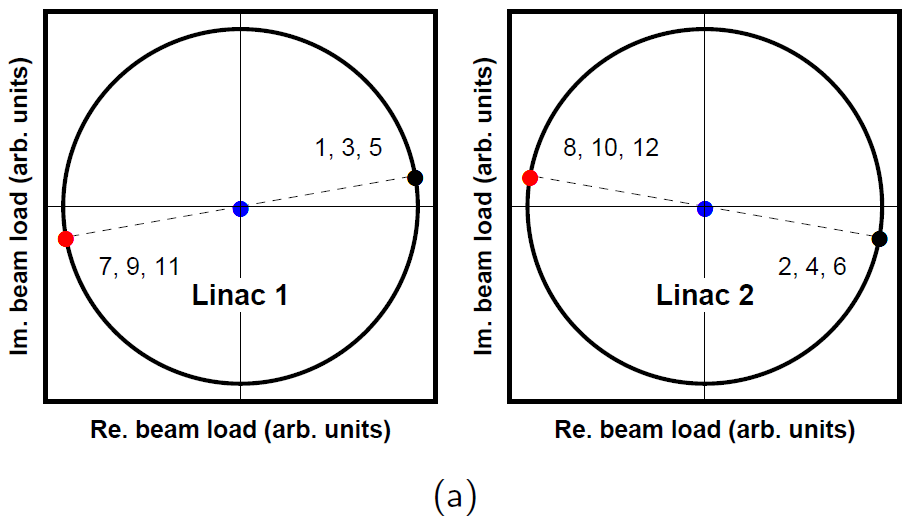 Im. beam load (arb. units)
1, 3, 5
7, 9, 11
Linac 1
Re. beam load (arb. units)
Im. beam load (arb. units)
8, 10, 12
2, 4, 6
Linac 2
Re. beam load (arb. units)
(a)